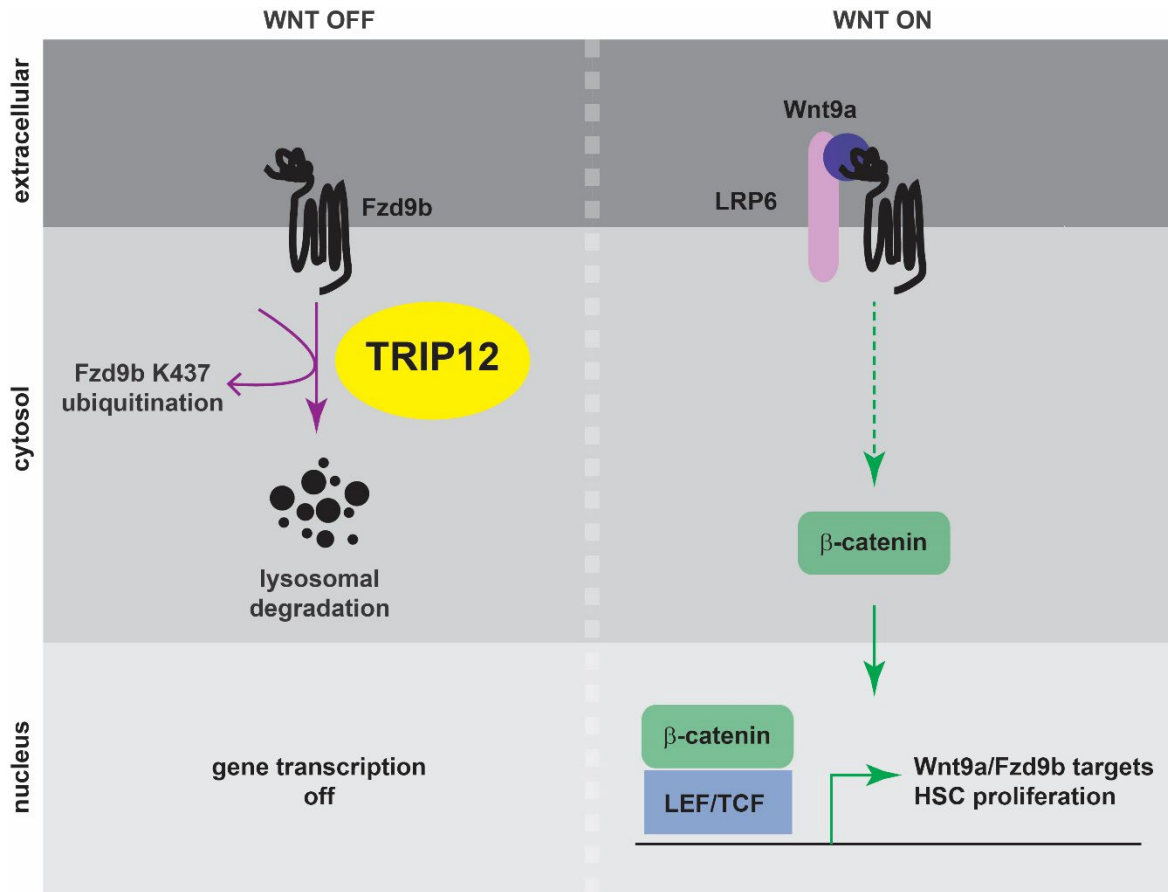 WNT OFF
WNT ON
extracellular
Fzd9b
Wnt9a
LRP6
cytosol
TRIP12
Fzd9b K437
ubiquitination
lysosomal
degradation
β-catenin
nucleus
gene transcription
off
β-catenin
LEF/TCF
Wnt9a/Fzd9b targets
HSC proliferation